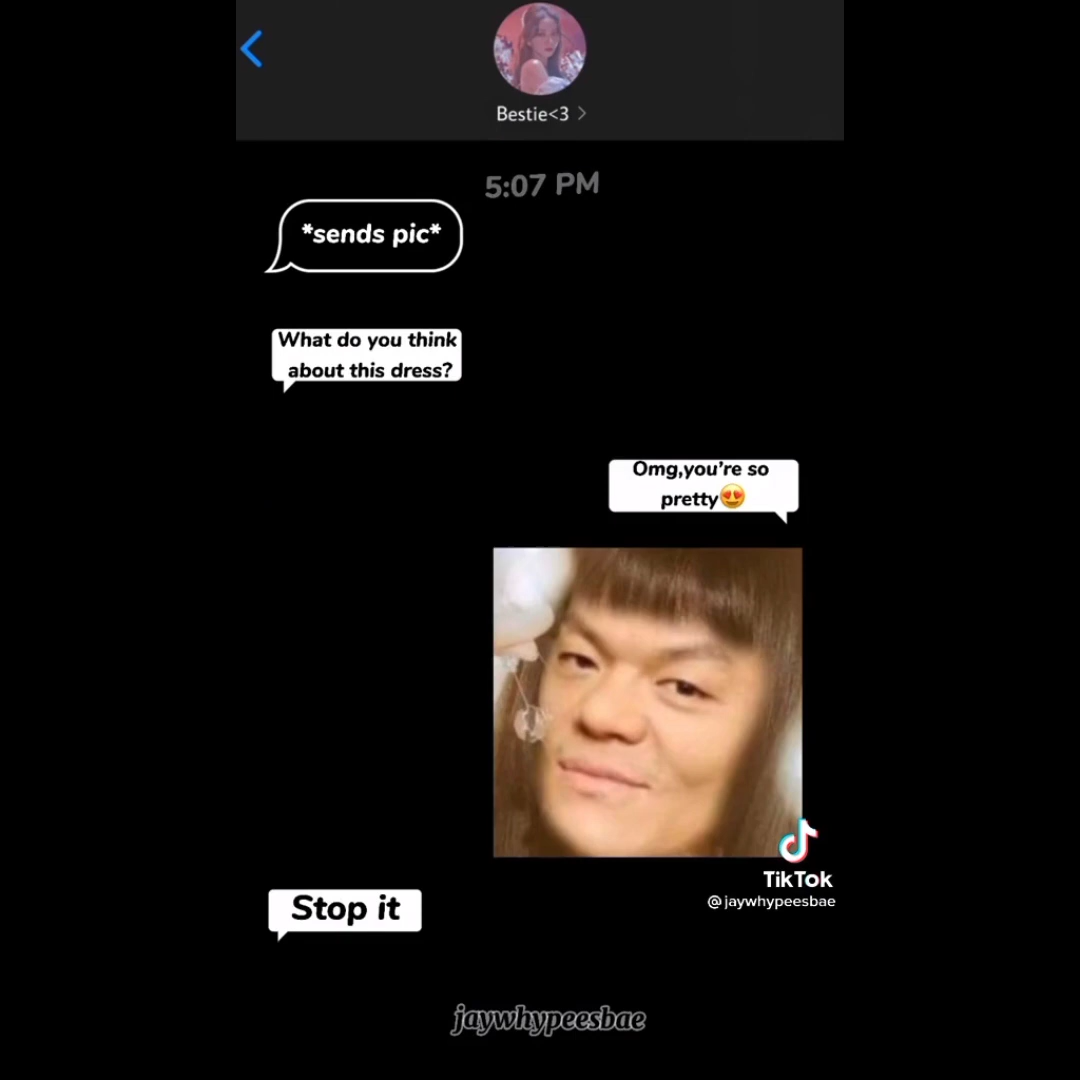 Bestie<3 >
5:07 PM
*sends pic*
What do you think
about this dress?
Omg,you're so
pretty😍
TikTok
@jaywhypeesbae
Stop it
jaywhypeesbae